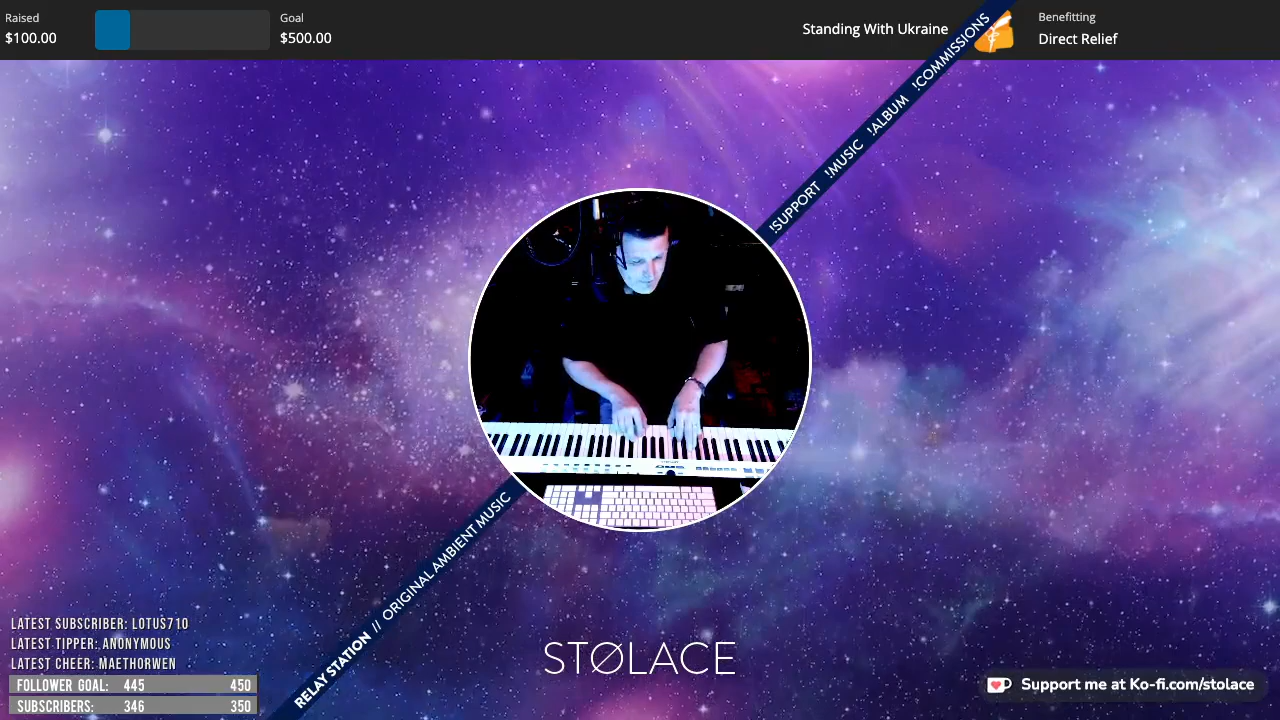 Raised
$100.00
Goal
$500.00
Standing With Ukraine
Benefitting
Direct Relief
!SUPPORT !MUSIC !ALBUM !COMMISSIONS
RELAY STATION // ORIGINAL AMBIENT MUSIC
STØLACE
LATEST SUBSCRIBER: LOTUS710
LATEST TIPPER: ANONYMOUS
LATEST CHEER: MAETHORWEN
FOLLOWER GOAL: 445 450
SUBSCRIBERS: 346 350
Support me at Ko-fi.com/stolace